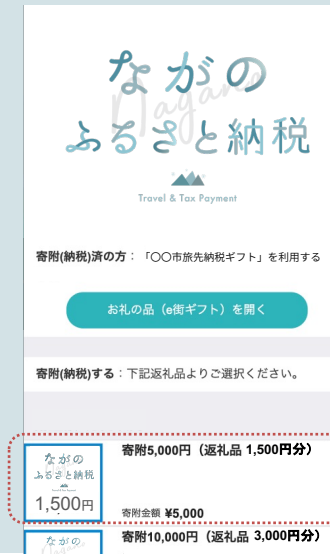 ながの
Nagano
ふるさと納税
Travel & Tax Payment
寄附(納税)済の方：「〇〇市旅先納税ギフト」を利用する
お礼の品（e街ギフト）を開く
寄附(納税)する：下記返礼品よりご選択ください。
寄附5,000円（返礼品 1,500円分）
ながの
ふるさと納税
1,500円
寄附金額 ¥5,000
寄附10,000円（返礼品 3,000円分）
ながの